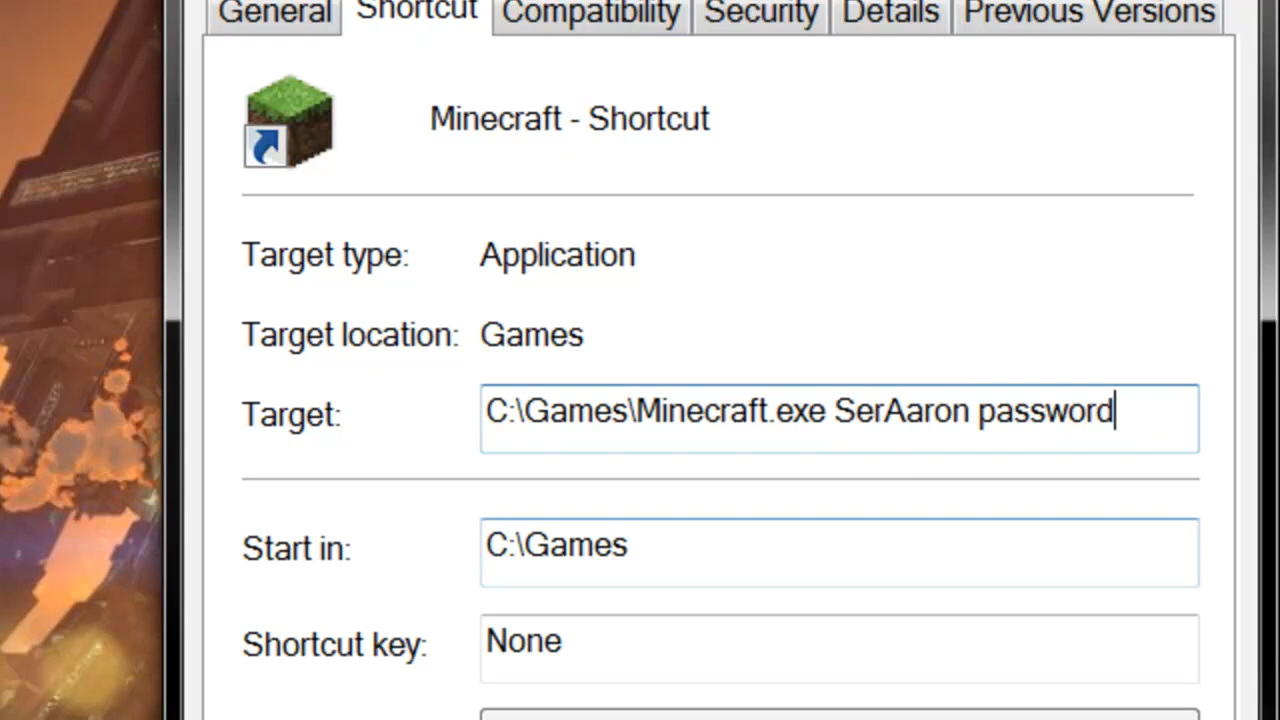 General Shortcut Compatibility Security Details Previous Versions
Minecraft - Shortcut
Target type: Application
Target location: Games
Target: C:\Games\Minecraft.exe SerAaron password
Start in: C:\Games
Shortcut key: None